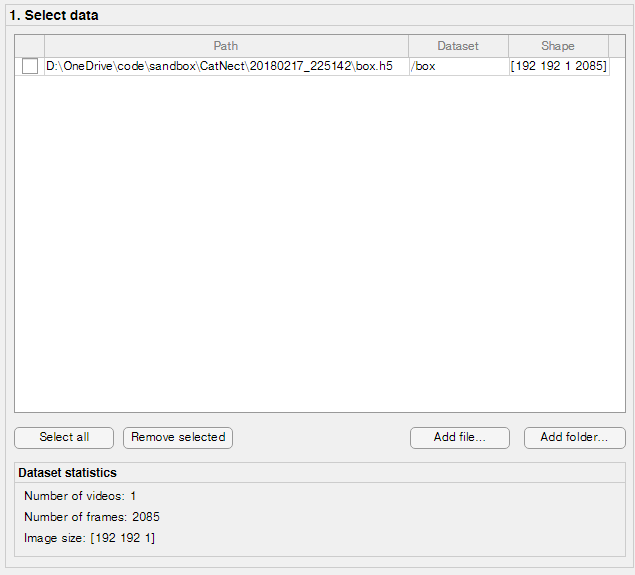 1. Select data
Path Dataset Shape
D:\OneDrive\code\sandbox\CatNect\20180217_225142\box.h5 /box [192 192 1 2085]
Select all Remove selected Add file... Add folder...
Dataset statistics
Number of videos: 1
Number of frames: 2085
Image size: [192 192 1]